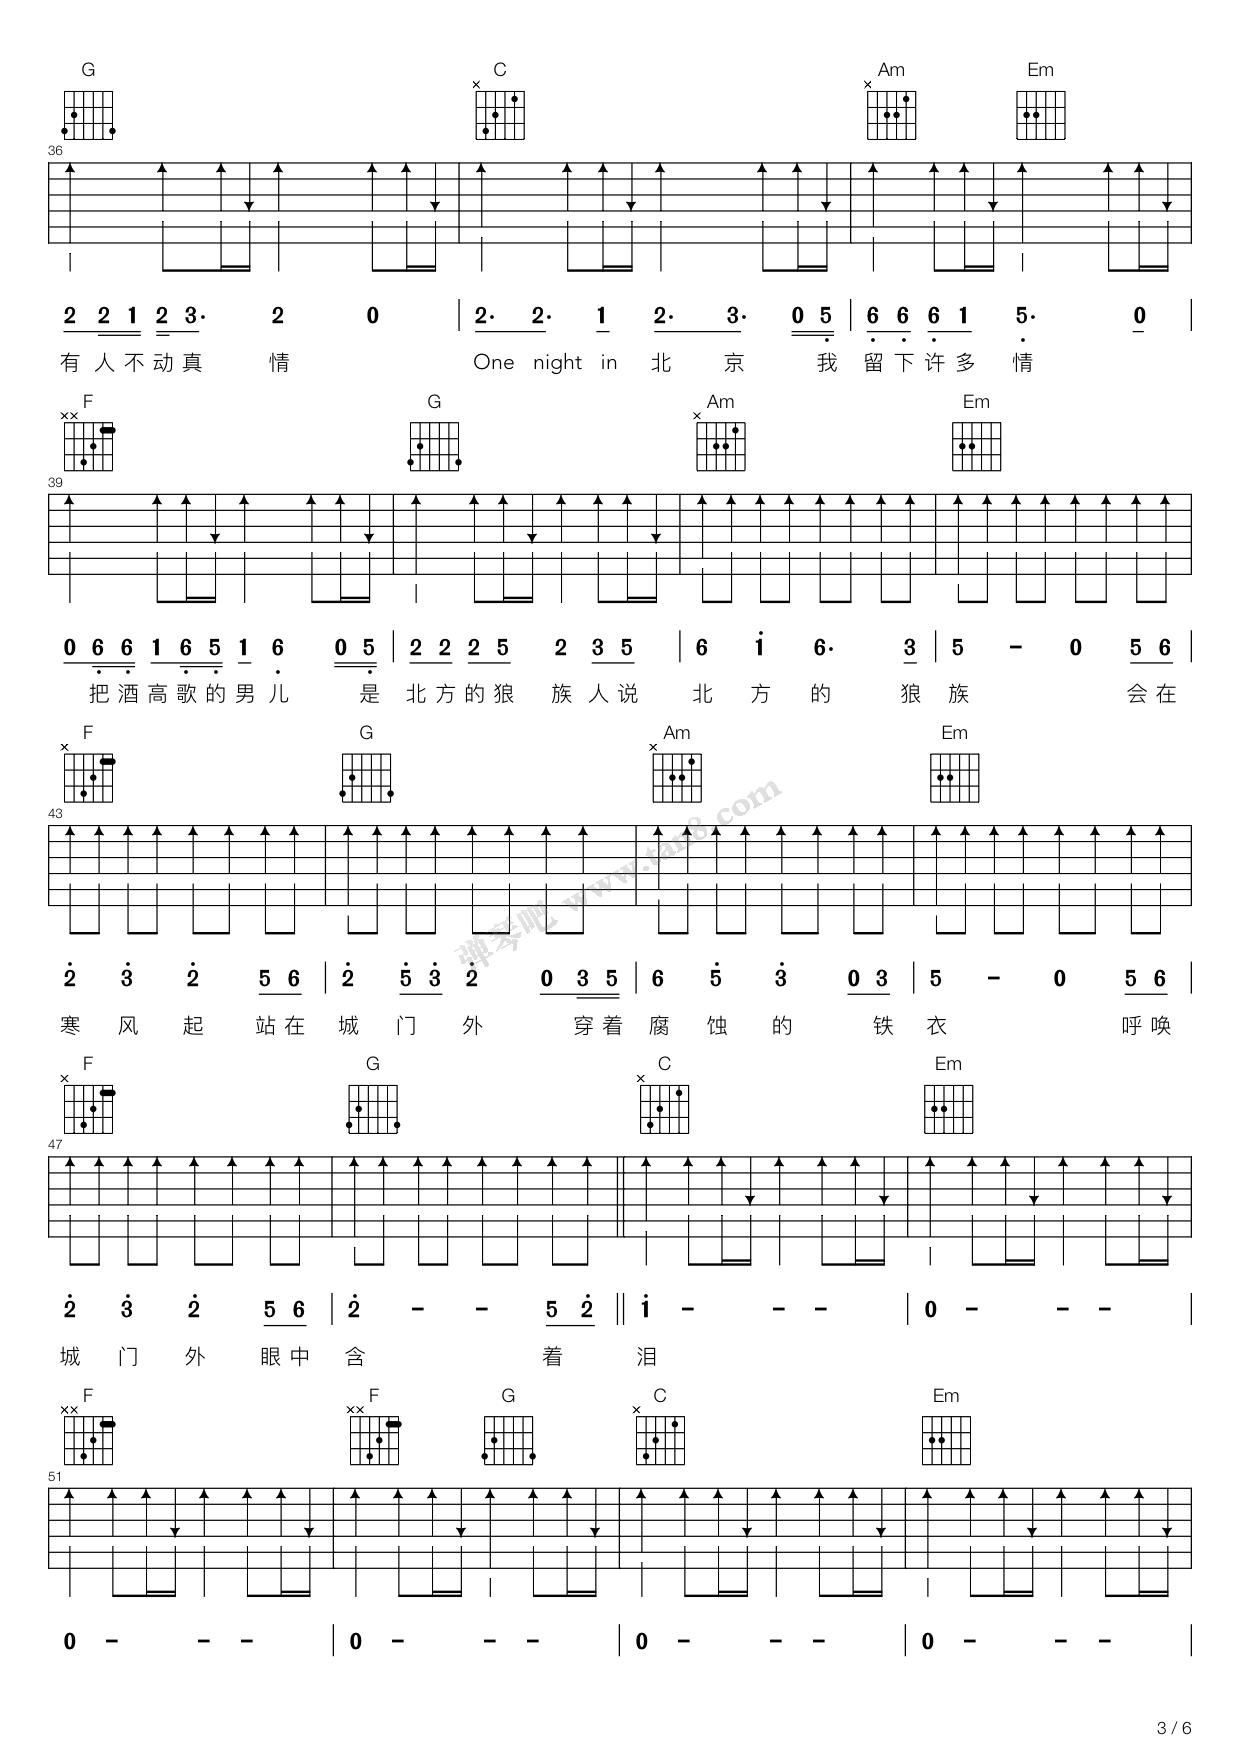 G C Am Em
36
2 2 1 2 3. 2 0 | 2. 2. 1 2. 3. 0 5 | 6 6 6 1 5. 0 |
有人不动真 情 One night in 北 京 我 留下许多 情
F G Am Em
39
0 6 6 1 6 5 1 6 0 5 | 2 2 2 5 2 3 5 | 6 1 6. 3 | 5 - 0 5 6 |
把酒高歌的男儿 是 北方的狼 族人说 北 方 的 狼 族 会在
F G Am Em
43
2 3 2 5 6 | 2 5 3 2 0 3 5 | 6 5 3 0 3 | 5 - 0 5 6 |
寒 风 起 站在 城 门 外 穿着 腐 蚀 的 铁 衣 呼唤
F G C Em
47
2 3 2 5 6 | 2 - - 5 2 || 1 - - - | 0 - - - |
城 门 外 眼中 含 着 泪
F F G C Em
51
0 - - - | 0 - - - | 0 - - - | 0 - - - |
弹琴吧 www.tan8.com
3 / 6